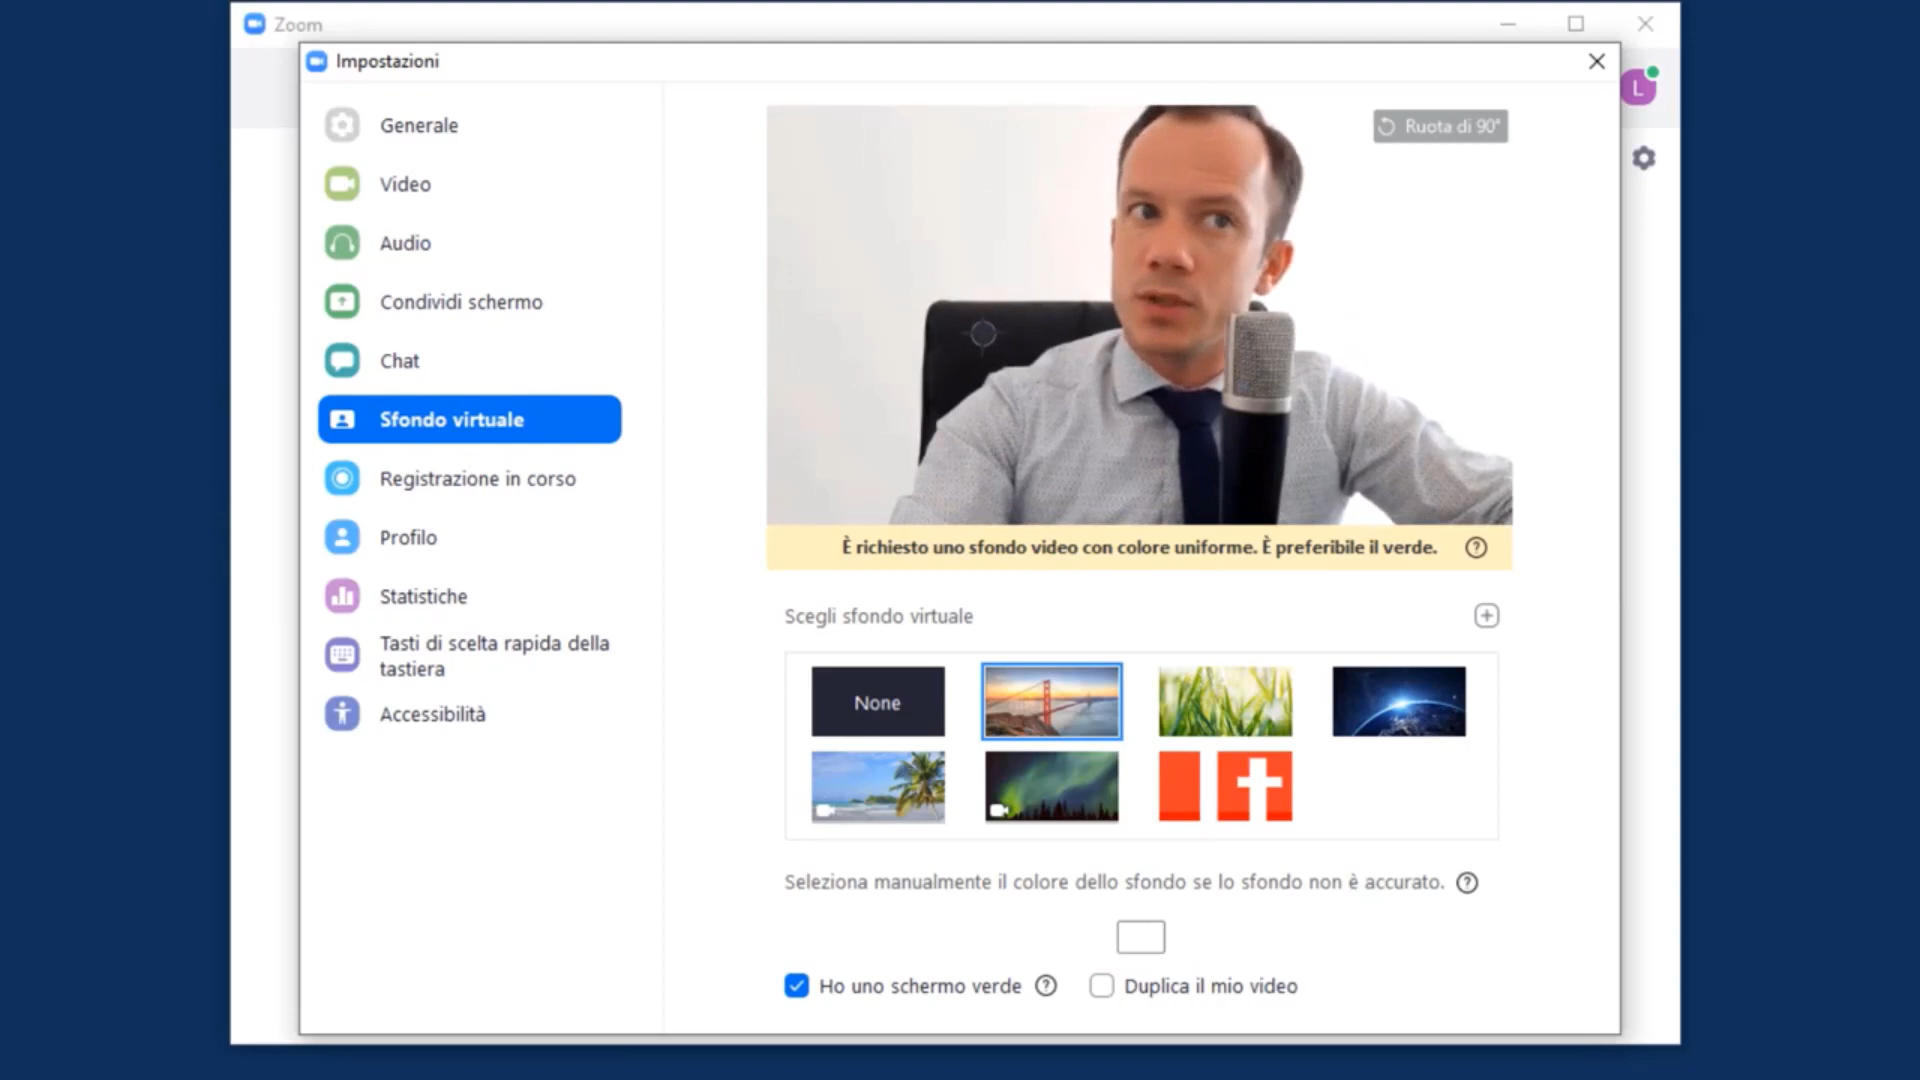 Zoom
Impostazioni
L
Generale
Video
Audio
Condividi schermo
Chat
Sfondo virtuale
Registrazione in corso
Profilo
Statistiche
Tasti di scelta rapida della
tastiera
Accessibilità
Ruota di 90°
È richiesto uno sfondo video con colore uniforme. È preferibile il verde.
Scegli sfondo virtuale
None
Seleziona manualmente il colore dello sfondo se lo sfondo non è accurato.
Ho uno schermo verde
Duplica il mio video